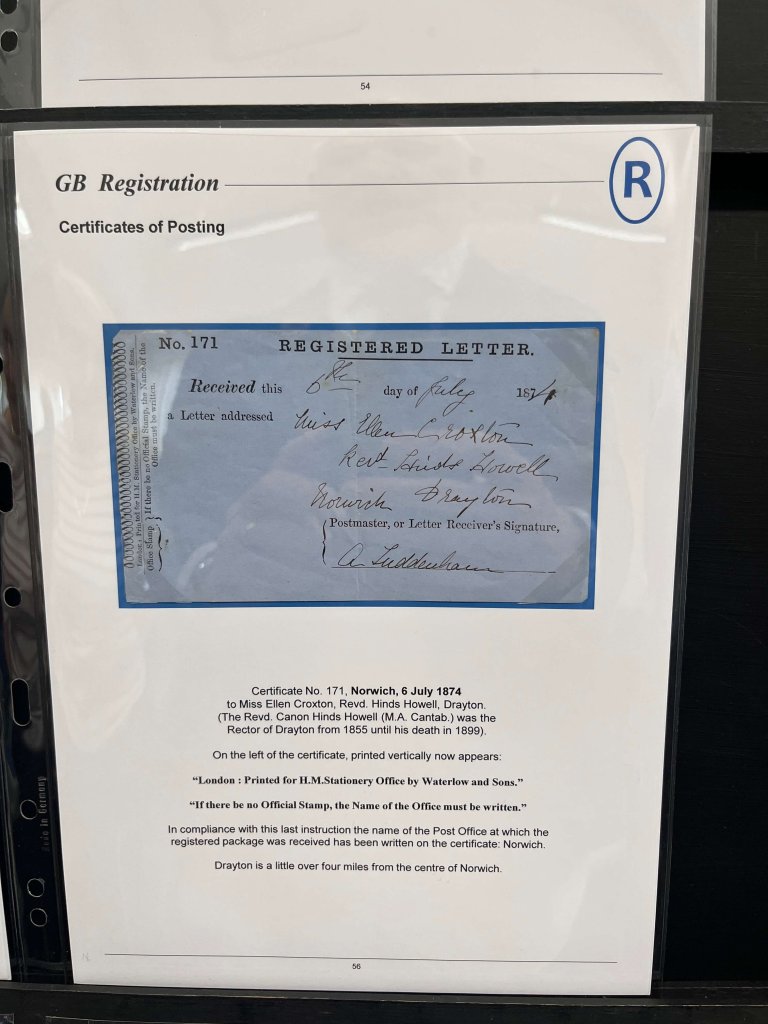 54
GB Registration
R
Certificates of Posting
No. 171
REGISTERED LETTER.
Received this 6th day of July 1874
a Letter addressed Miss Ellen Croxton
Revd Hinds Howell
Norwich Drayton
Postmaster, or Letter Receiver's Signature,
A Tuddenham
London: Printed for H.M. Stationery Office by Waterlow and Sons.
Office Stamp. } If there be no Official Stamp, the Name of the
Office must be written.
Certificate No. 171, Norwich, 6 July 1874
to Miss Ellen Croxton, Revd. Hinds Howell, Drayton.
(The Revd. Canon Hinds Howell (M.A. Cantab.) was the
Rector of Drayton from 1855 until his death in 1899).
On the left of the certificate, printed vertically now appears:
“London : Printed for H.M.Stationery Office by Waterlow and Sons.”
“If there be no Official Stamp, the Name of the Office must be written.”
In compliance with this last instruction the name of the Post Office at which the
registered package was received has been written on the certificate: Norwich.
Drayton is a little over four miles from the centre of Norwich.
56
Made in Germany